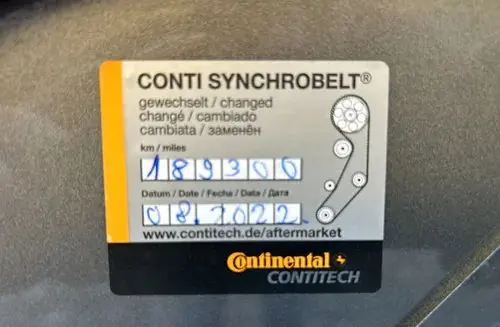 CONTI SYNCHROBELT®
gewechselt / changed
changé / cambiado
cambiata / заменён
km / miles
189300
Datum / Date / Fecha / Data / Дата
08.2022.
www.contitech.de/aftermarket
Continental
CONTITECH